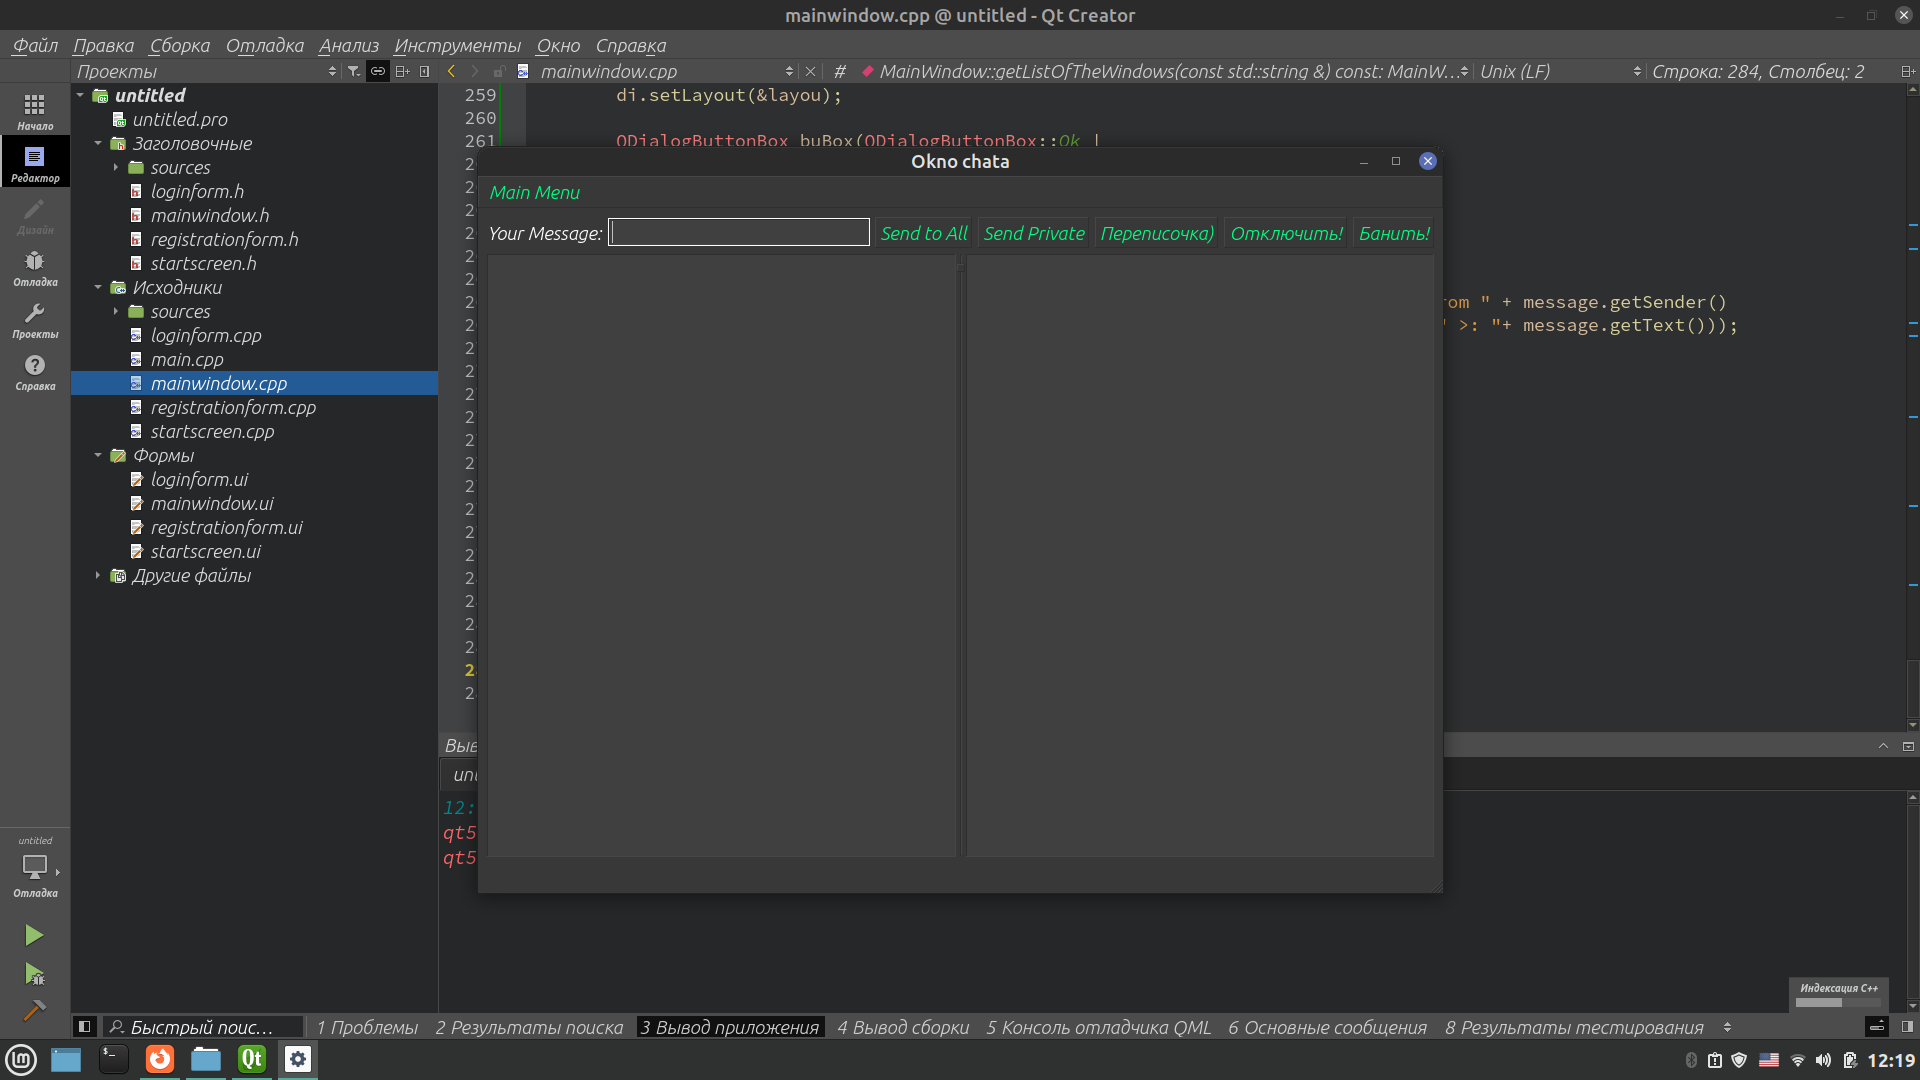 mainwindow.cpp @ untitled - Qt Creator
Файл Правка Сборка Отладка Анализ Инструменты Окно Справка
Проекты mainwindow.cpp # MainWindow::getListOfTheWindows(const std::string &) const: MainW... Unix (LF) Строка: 284, Столбец: 2
Начало
Редактор
Дизайн
Отладка
Проекты
Справка
untitled
Отладка
untitled
untitled.pro
Заголовочные
sources
loginform.h
mainwindow.h
registrationform.h
startscreen.h
Исходники
sources
loginform.cpp
main.cpp
mainwindow.cpp
registrationform.cpp
startscreen.cpp
Формы
loginform.ui
mainwindow.ui
registrationform.ui
startscreen.ui
Другие файлы
259 di.setLayout(&layou);
260
261 QDialogButtonBox buBox(QDialogButtonBox::Ok |
om " + message.getSender()
" >: "+ message.getText()));
Okno chata
Main Menu
Your Message: Send to All Send Private Переписочка) Отключить! Банить!
Выв
unt
12:
qt5
qt5
Индексация C++
Быстрый поис... 1 Проблемы 2 Результаты поиска 3 Вывод приложения 4 Вывод сборки 5 Консоль отладчика QML 6 Основные сообщения 8 Результаты тестирования
12:19